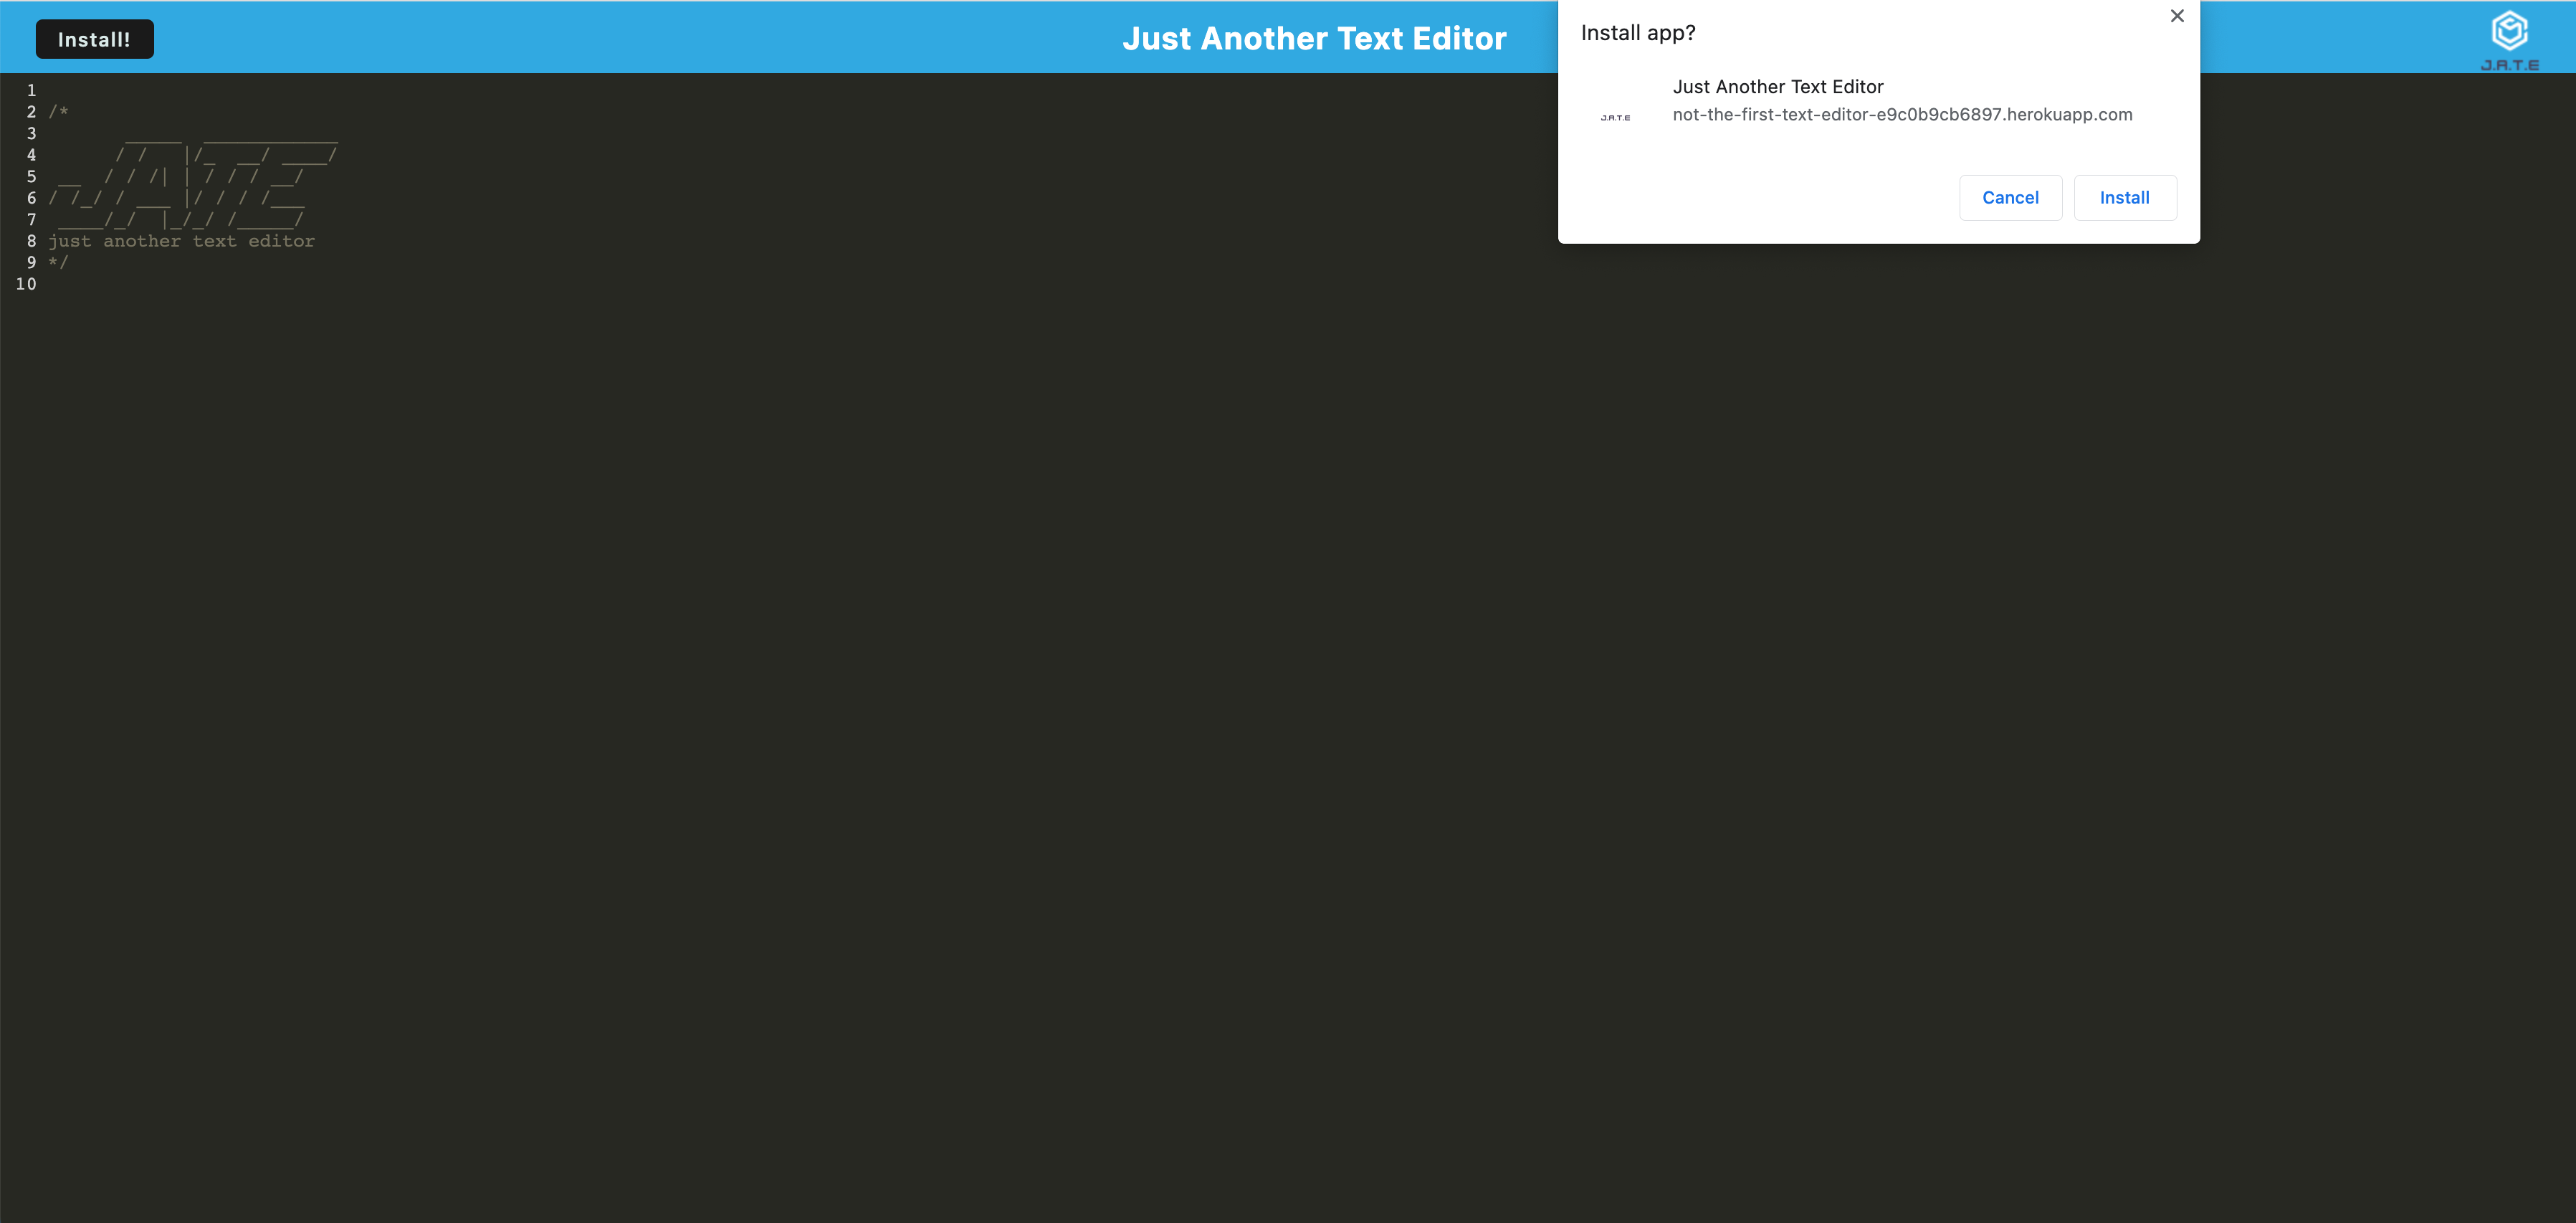 Install!
Just Another Text Editor
J.A.T.E
Install app?
Just Another Text Editor
not-the-first-text-editor-e9c0b9cb6897.herokuapp.com
J.A.T.E
Cancel
Install
1
2 /*
3        _____  ____________
4       / /   |/_  __/ ____/
5  __  / / /| | / / / __/
6 / /_/ / ___ |/ / / /___
7  ____/_/  |_/_/ /_____/
8 just another text editor
9 */
10